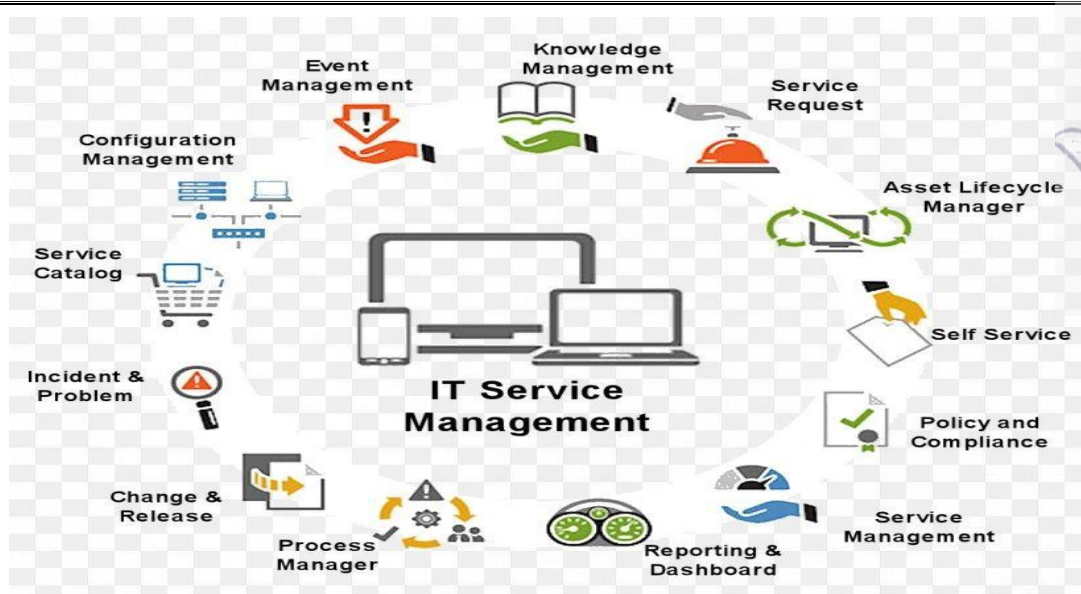 Knowledge
Management
Event
Management
Service
Request
Configuration
Management
Asset Lifecycle
Manager
Service
Catalog
Self Service
IT Service
Management
Incident &
Problem
Policy and
Compliance
Change &
Release
Service
Management
Process
Manager
Reporting &
Dashboard